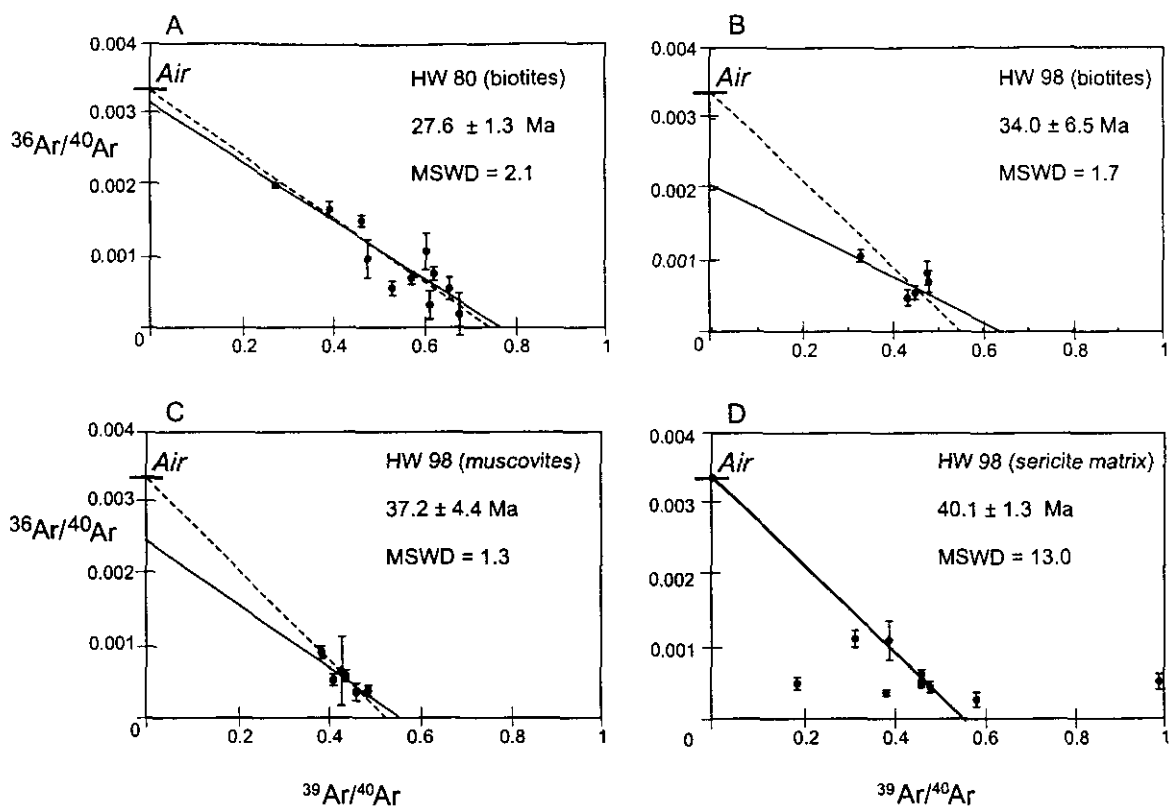 A
0.004
Air
HW 80 (biotites)
0.003
27.6 ± 1.3 Ma
³⁶Ar/⁴⁰Ar
MSWD = 2.1
0.002
0.001
0
0.2
0.4
0.6
0.8
1
B
0.004
Air
HW 98 (biotites)
0.003
34.0 ± 6.5 Ma
MSWD = 1.7
0.002
0.001
0
0.2
0.4
0.6
0.8
1
C
0.004
Air
HW 98 (muscovites)
0.003
37.2 ± 4.4 Ma
³⁶Ar/⁴⁰Ar
MSWD = 1.3
0.002
0.001
0
0.2
0.4
0.6
0.8
1
³⁹Ar/⁴⁰Ar
D
0.004
Air
HW 98 (sericite matrix)
0.003
40.1 ± 1.3 Ma
MSWD = 13.0
0.002
0.001
0
0.2
0.4
0.6
0.8
1
³⁹Ar/⁴⁰Ar